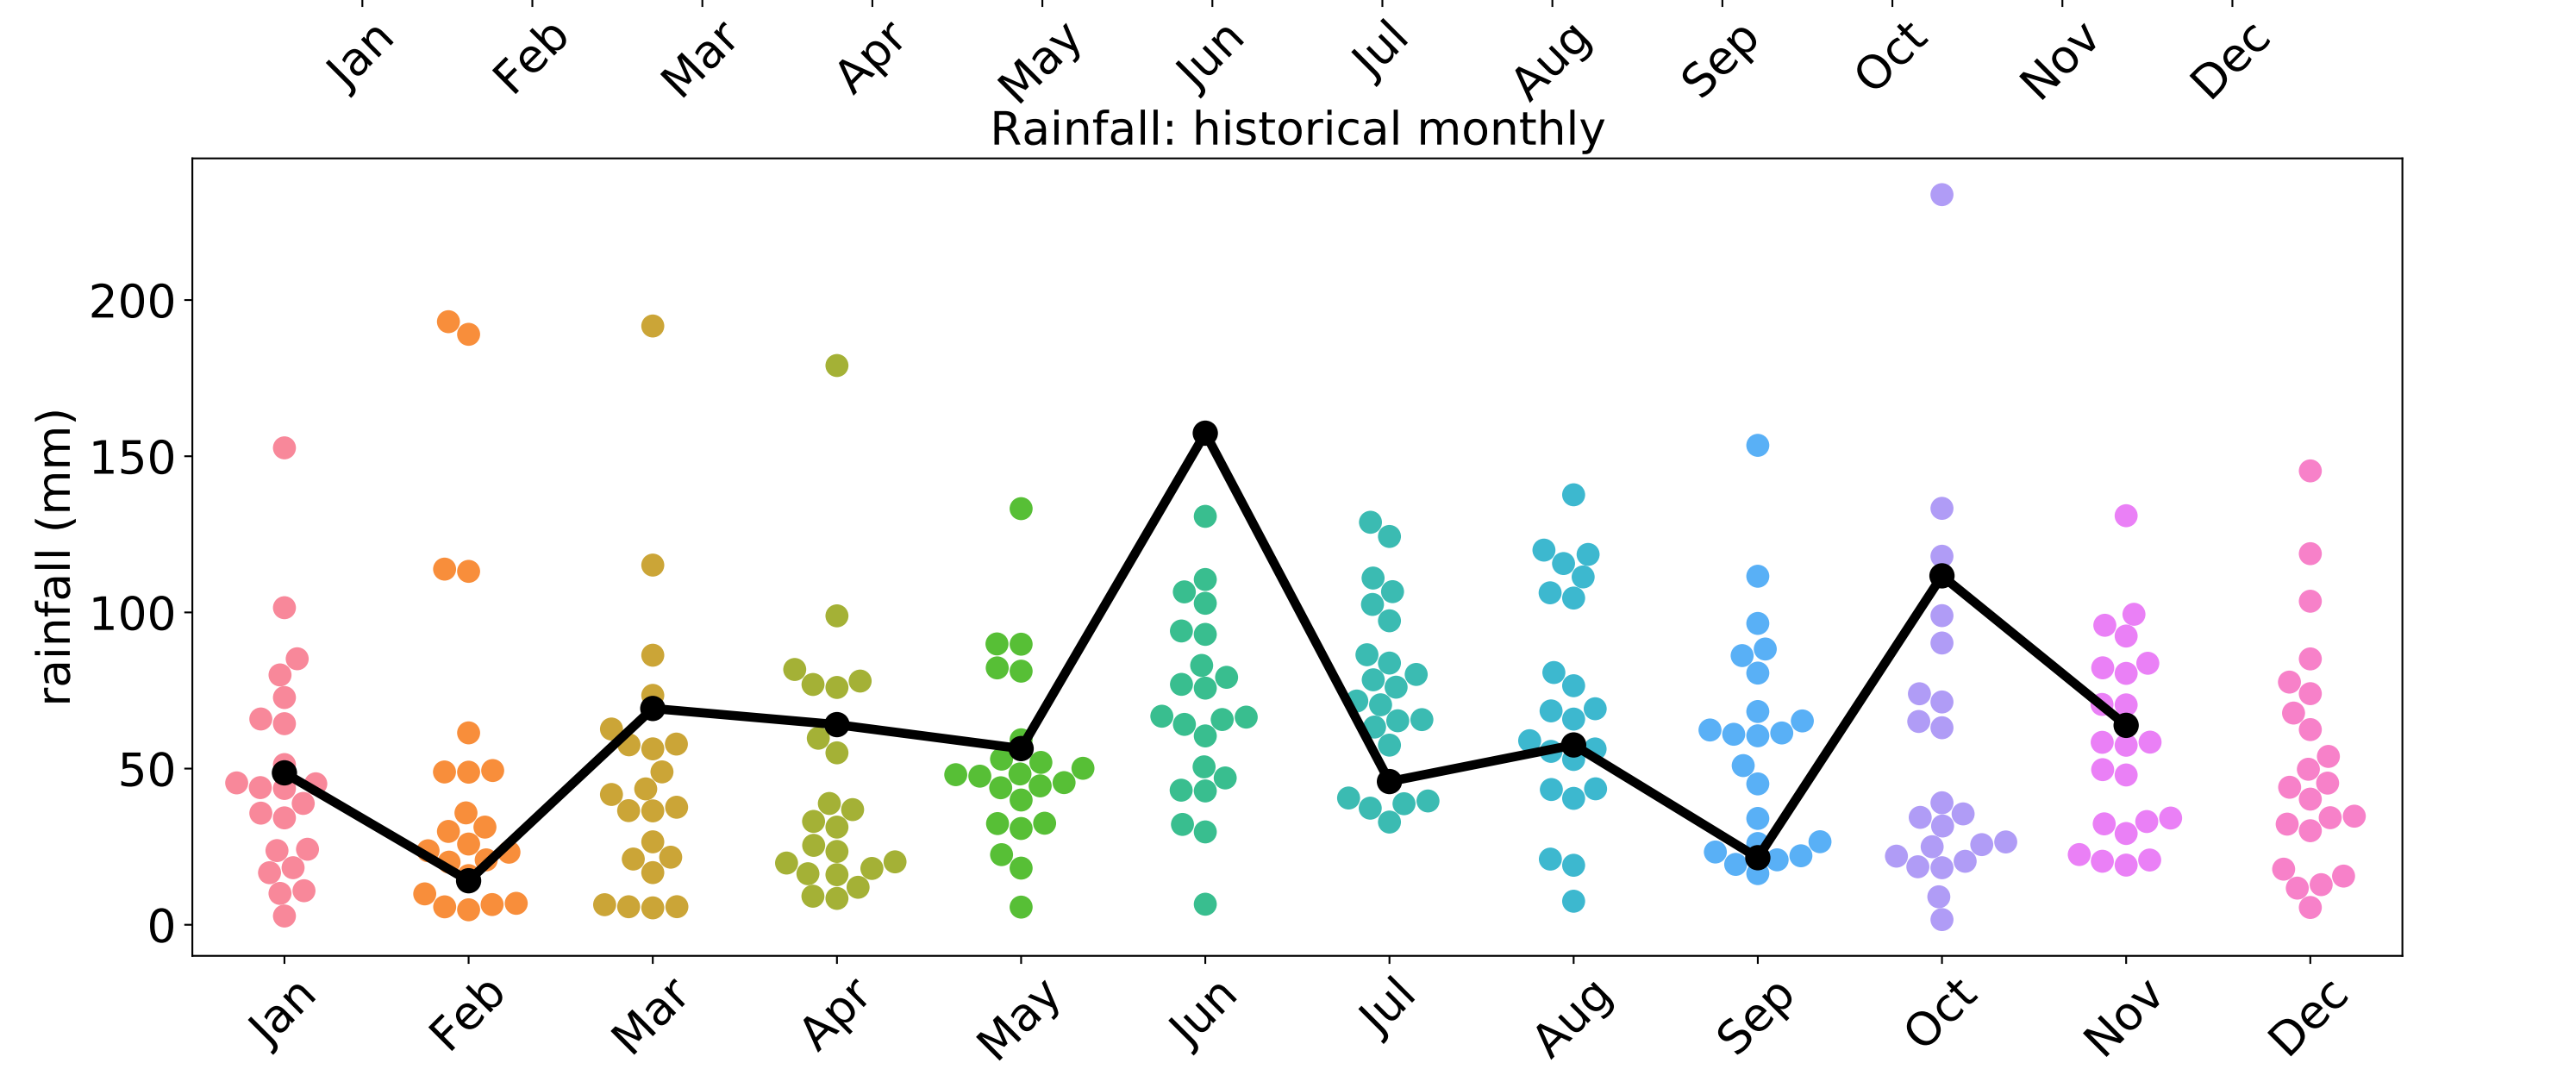 Jan Feb Mar Apr May Jun Jul Aug Sep Oct Nov Dec
Rainfall: historical monthly
rainfall (mm)
200
150
100
50
0
Jan Feb Mar Apr May Jun Jul Aug Sep Oct Nov Dec